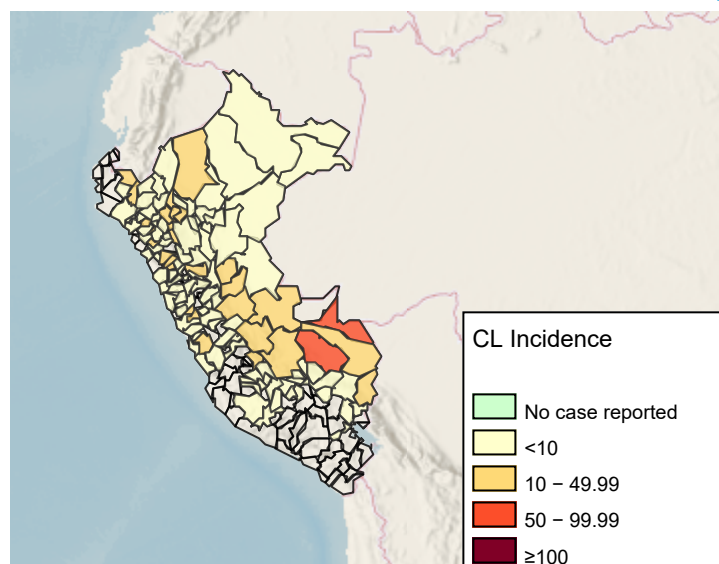 CL Incidence
No case reported
<10
10 − 49.99
50 − 99.99
≥100